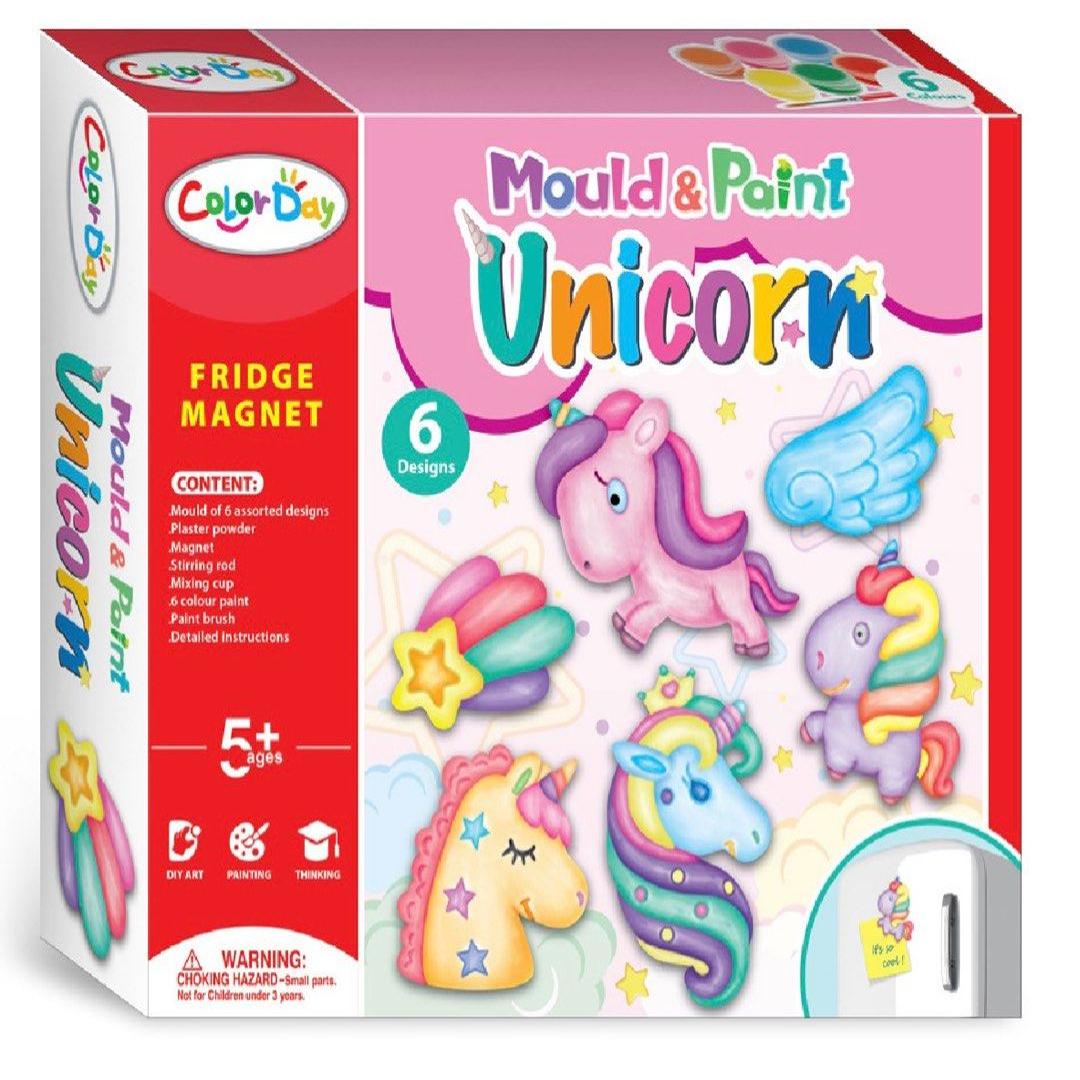 Color Day
6
Colours
Color Day
Mould & Paint
Unicorn
Color Day
FRIDGE
MAGNET
CONTENT:
.Mould of 6 assorted designs
.Plaster powder
.Magnet
.Stirring rod
.Mixing cup
.6 colour paint
.Paint brush
.Detailed instructions
5+
ages
DIY ART
PAINTING
THINKING
WARNING:
CHOKING HAZARD-Small parts.
Not for Children under 3 years.
Mould & Paint
Unicorn
6
Designs
It's so
cool!